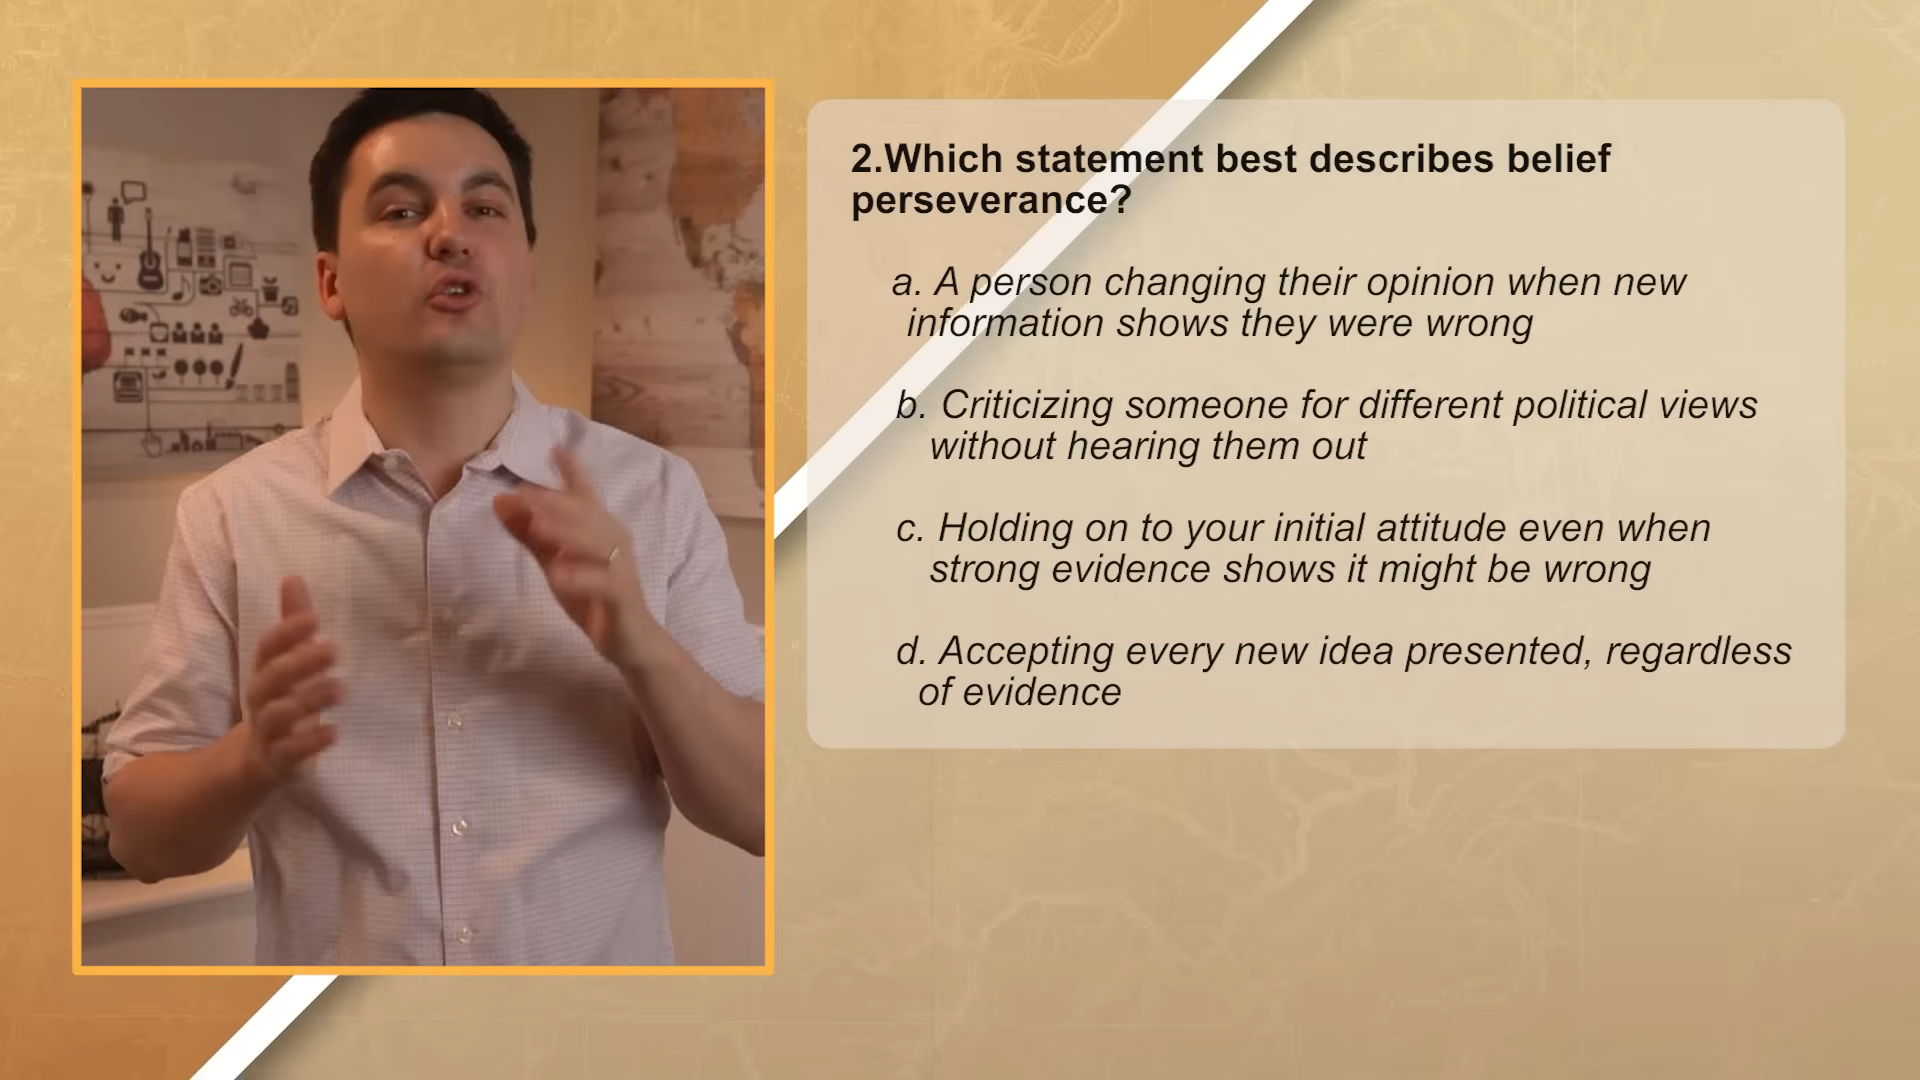 2.Which statement best describes belief
perseverance?
a. A person changing their opinion when new
information shows they were wrong
b. Criticizing someone for different political views
without hearing them out
c. Holding on to your initial attitude even when
strong evidence shows it might be wrong
d. Accepting every new idea presented, regardless
of evidence